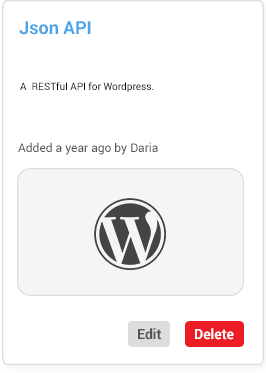 Json API
A RESTful API for Wordpress.
Added a year ago by Daria
W
Edit
Delete